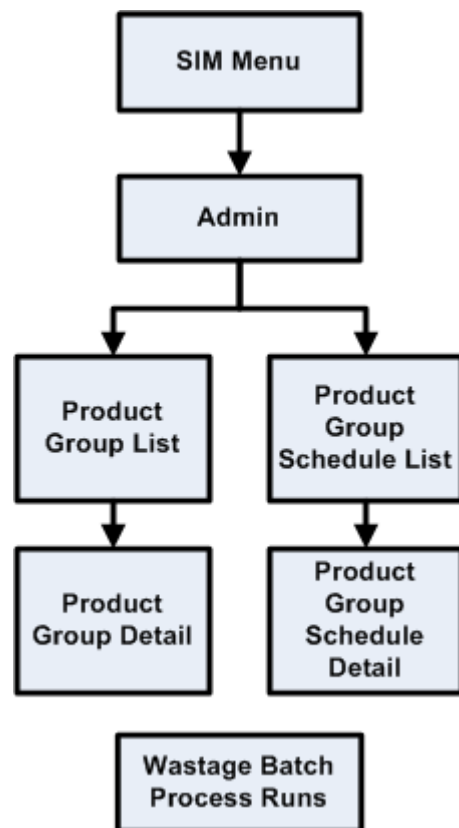 SIM Menu
Admin
Product
Group List
Product
Group
Schedule List
Product
Group Detail
Product
Group
Schedule
Detail
Wastage Batch
Process Runs